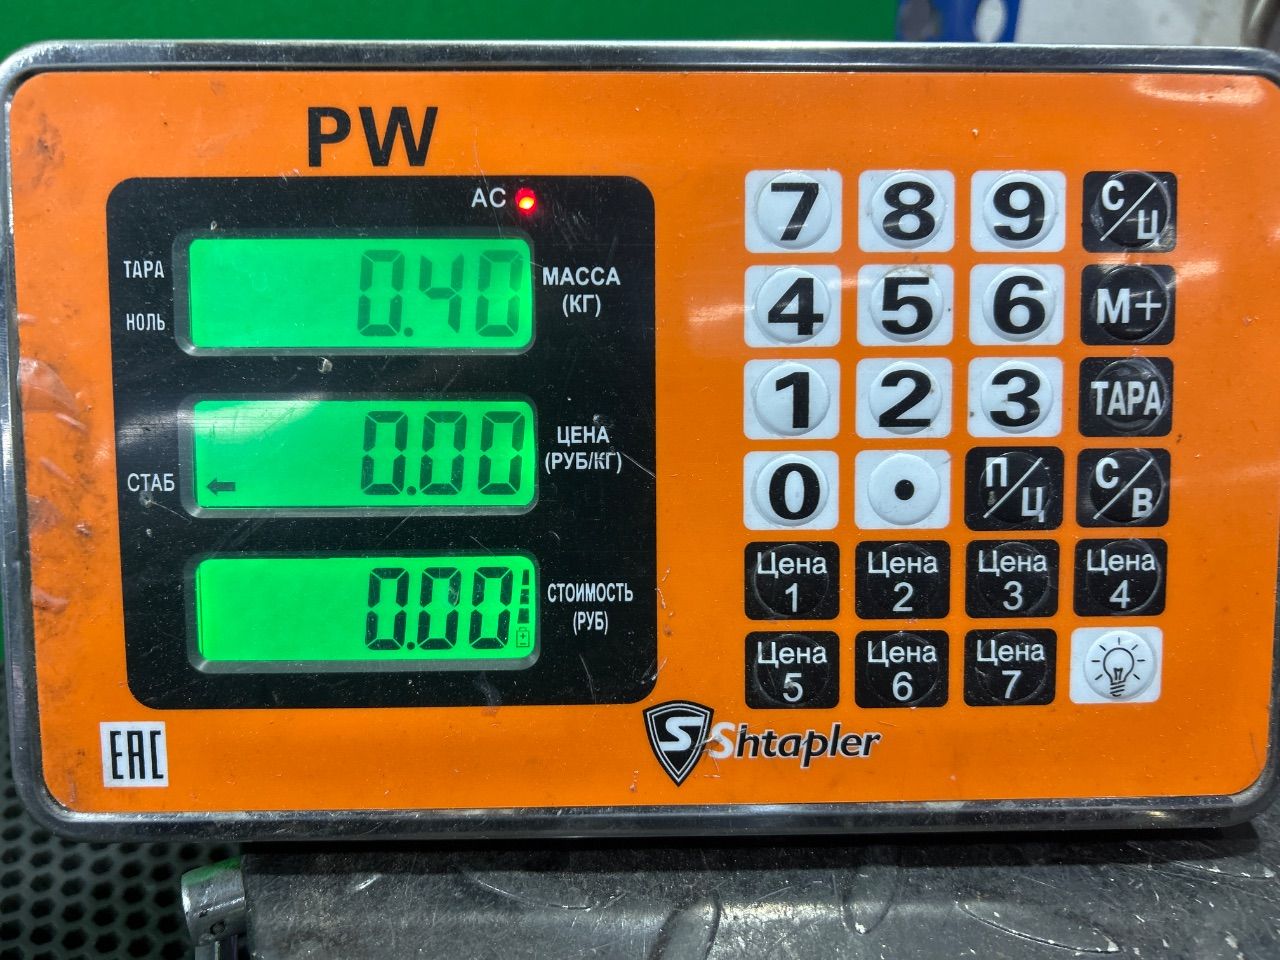 PW
AC
ТАРА
НОЛЬ
0.40
МАССА
(КГ)
СТАБ
0.00
ЦЕНА
(РУБ/КГ)
0.00
СТОИМОСТЬ
(РУБ)
7 8 9 С/Ц
4 5 6 М+
1 2 3 ТАРА
0 . П/Ц С/В
Цена 1 Цена 2 Цена 3 Цена 4
Цена 5 Цена 6 Цена 7
EAC
S Shtapler